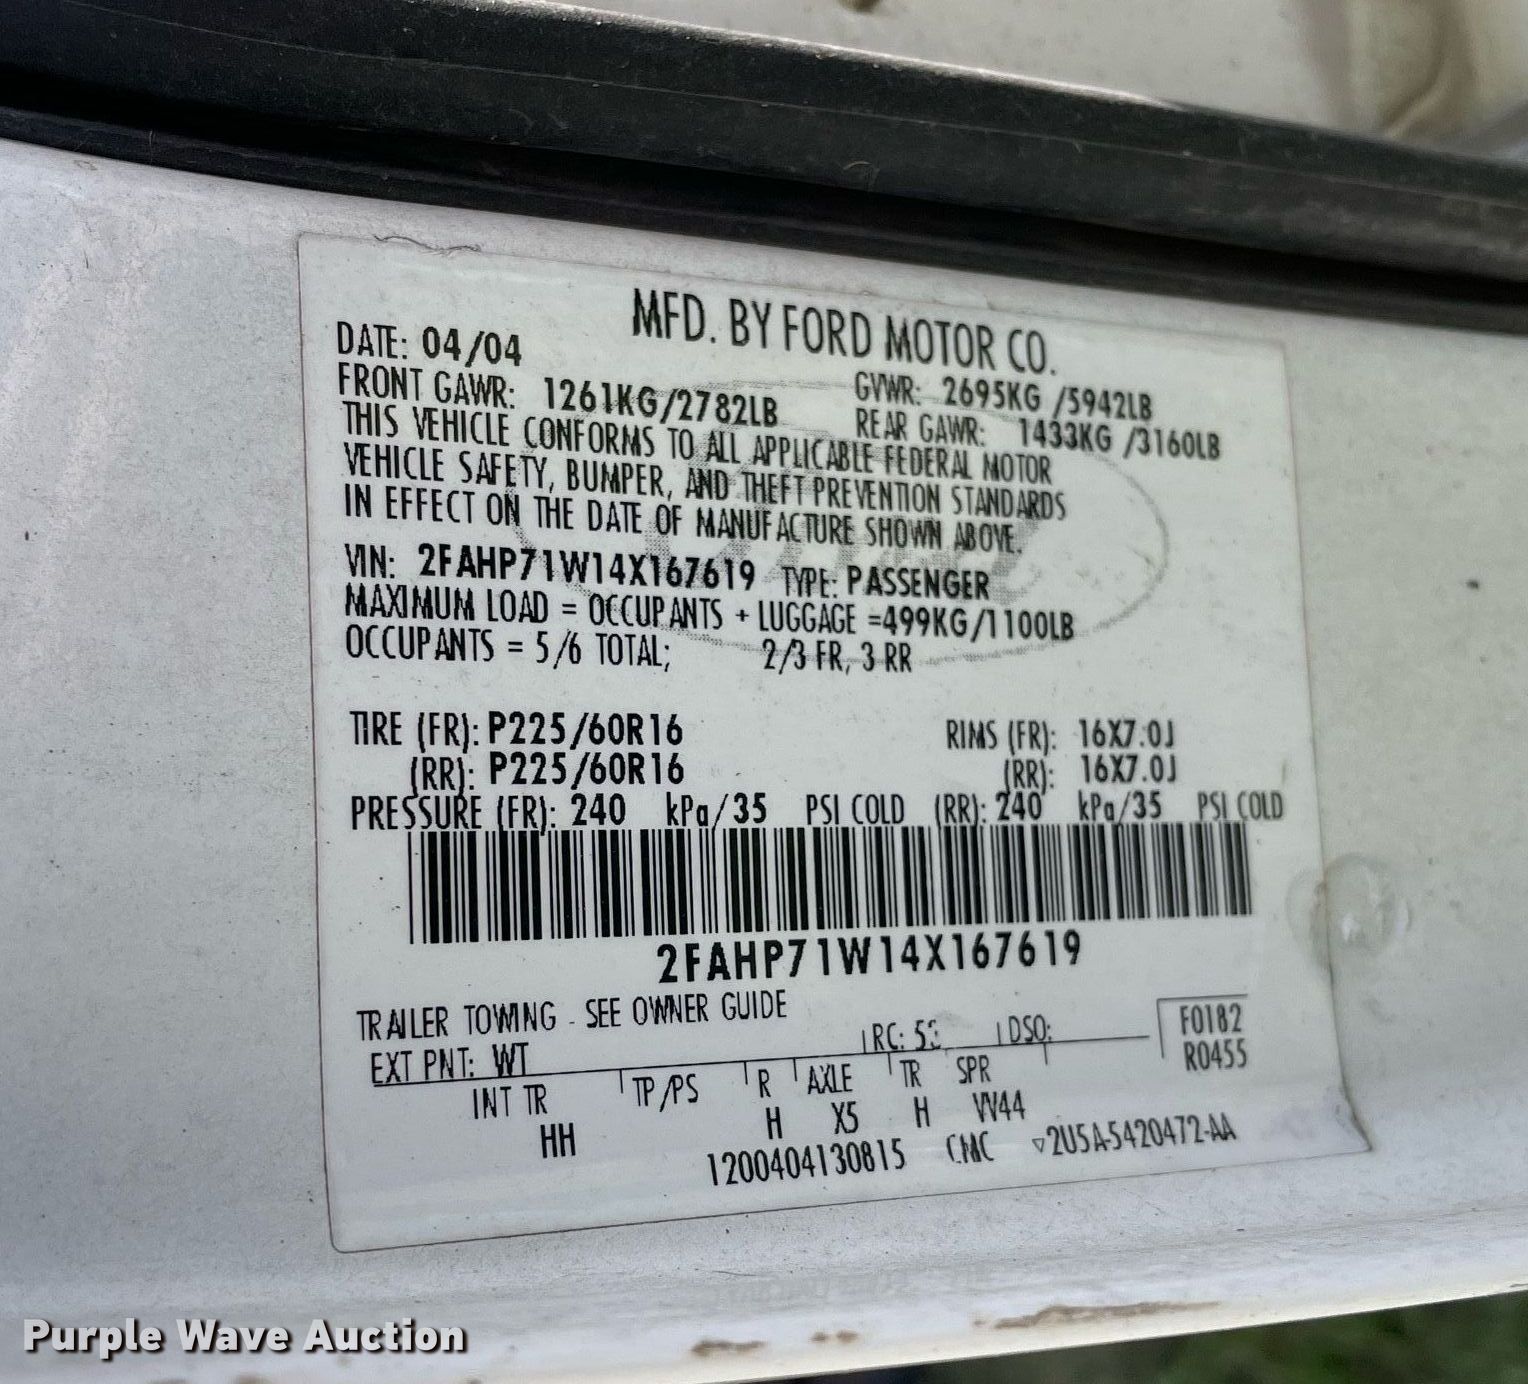 MFD. BY FORD MOTOR CO.
DATE: 04/04
GVWR: 2695KG /5942LB
FRONT GAWR: 1261KG/2782LB
REAR GAWR: 1433KG /3160LB
THIS VEHICLE CONFORMS TO ALL APPLICABLE FEDERAL MOTOR
VEHICLE SAFETY, BUMPER, AND THEFT PREVENTION STANDARDS
IN EFFECT ON THE DATE OF MANUFACTURE SHOWN ABOVE.
VIN: 2FAHP71W14X167619 TYPE: PASSENGER
MAXIMUM LOAD = OCCUPANTS + LUGGAGE =499KG/1100LB
OCCUPANTS = 5/6 TOTAL; 2/3 FR, 3 RR
TIRE (FR): P225/60R16 RIMS (FR): 16X7.0J
(RR): P225/60R16 (RR): 16X7.0J
PRESSURE (FR): 240 kPa/35 PSI COLD (RR): 240 kPa/35 PSI COLD
2FAHP71W14X167619
TRAILER TOWING - SEE OWNER GUIDE
EXT PNT: WT RC: DSO: F0182
R0455
INT TR TP/PS R AXLE TR SPR
HH H X5 H VV44
1200404130815 CMC ▽2U5A-5420472-AA
Purple Wave Auction